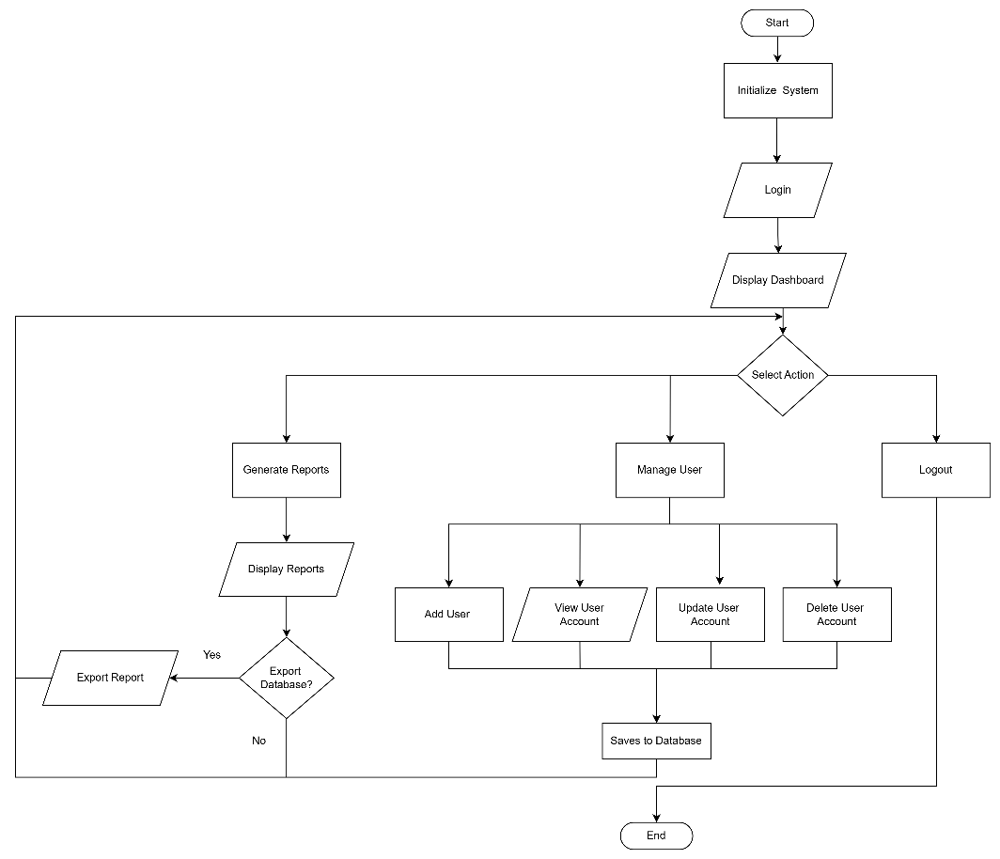 Start
Initialize System
Login
Display Dashboard
Select Action
Generate Reports
Manage User
Logout
Display Reports
Add User
View User
Account
Update User
Account
Delete User
Account
Yes
Export Report
Export
Database?
No
Saves to Database
End